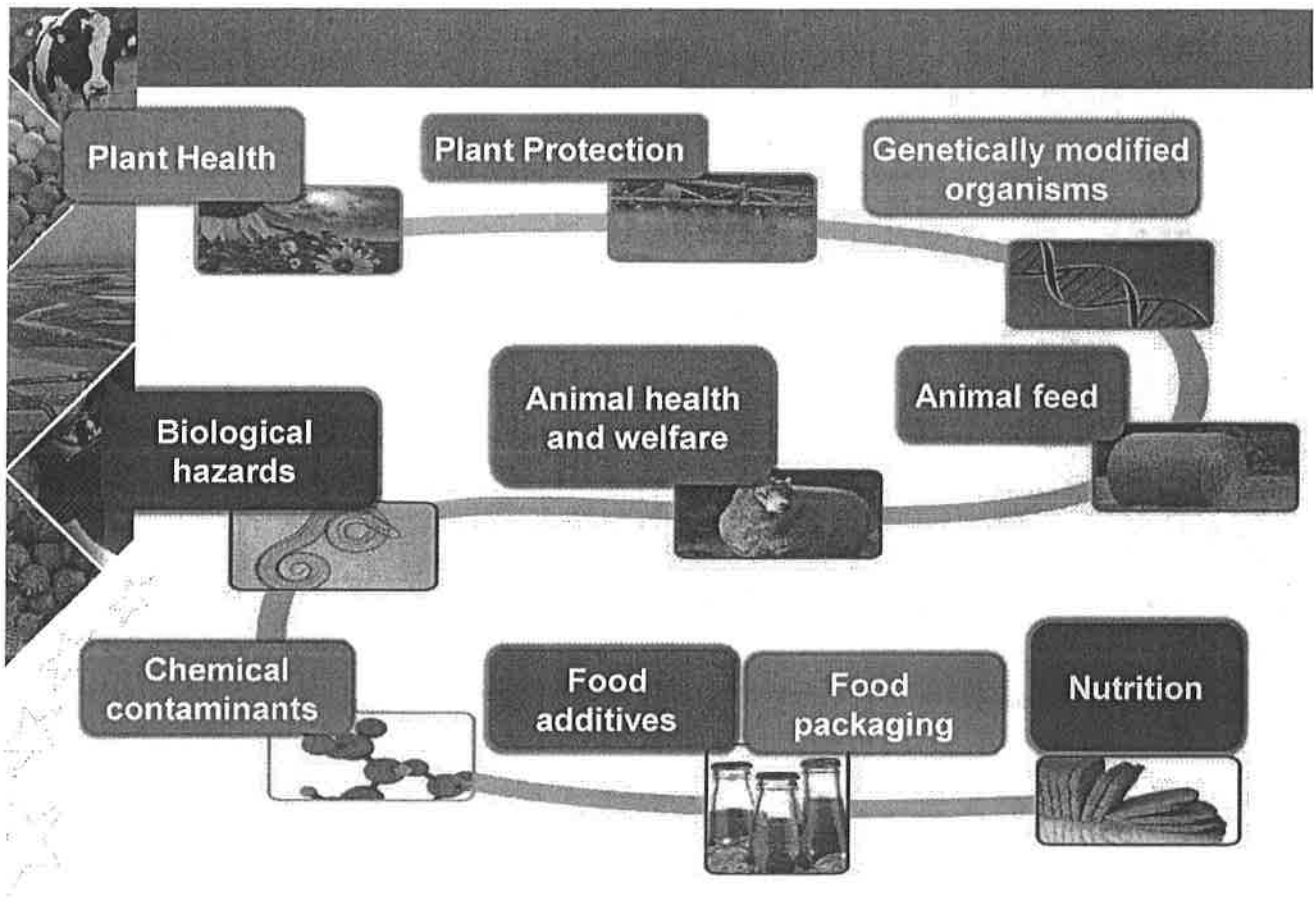 Plant Health
Plant Protection
Genetically modified
organisms
Animal feed
Animal health
and welfare
Biological
hazards
Chemical
contaminants
Food
additives
Food
packaging
Nutrition